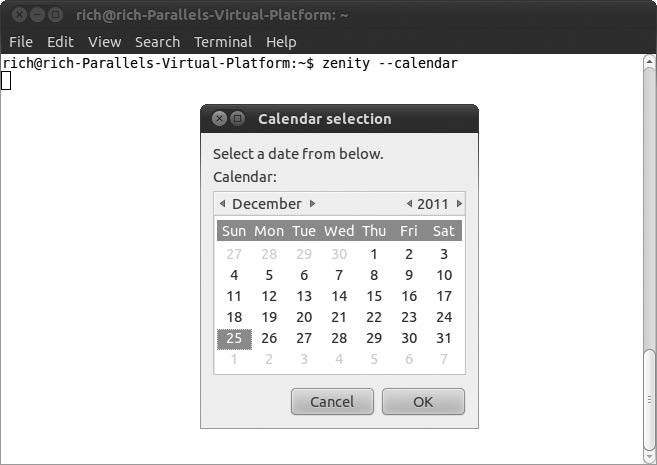 rich@rich-Parallels-Virtual-Platform: ~
File Edit View Search Terminal Help
rich@rich-Parallels-Virtual-Platform:~$ zenity --calendar
Calendar selection
Select a date from below.
Calendar:
December 2011
Sun Mon Tue Wed Thu Fri Sat
27 28 29 30 1 2 3
4 5 6 7 8 9 10
11 12 13 14 15 16 17
18 19 20 21 22 23 24
25 26 27 28 29 30 31
1 2 3 4 5 6 7
Cancel OK